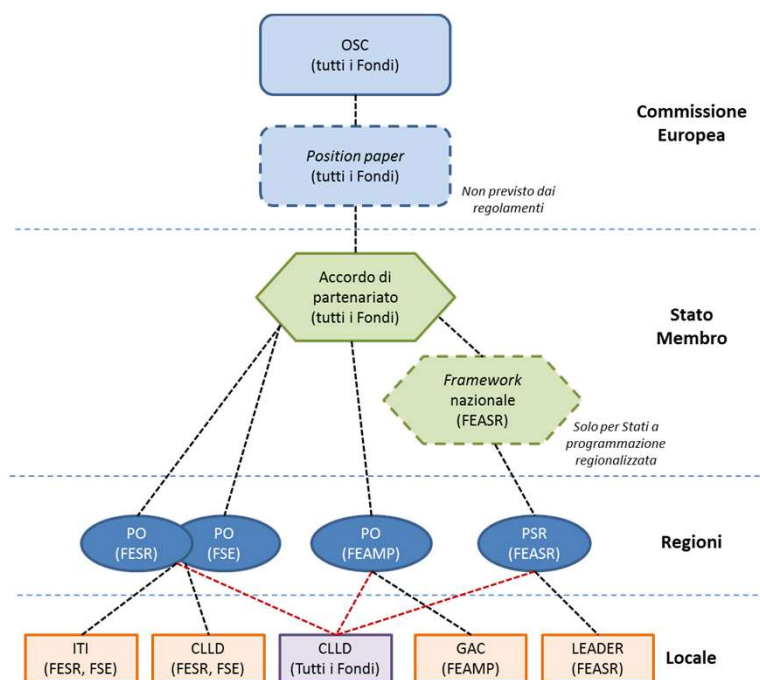 OSC
(tutti i Fondi)
Commissione
Europea
Position paper
(tutti i Fondi)
Non previsto dai
regolamenti
Accordo di
partenariato
(tutti i Fondi)
Stato
Membro
Framework
nazionale
(FEASR)
Solo per Stati a
programmazione
regionalizzata
PO
(FESR)
PO
(FSE)
PO
(FEAMP)
PSR
(FEASR)
Regioni
ITI
(FESR, FSE)
CLLD
(FESR, FSE)
CLLD
(Tutti i Fondi)
GAC
(FEAMP)
LEADER
(FEASR)
Locale